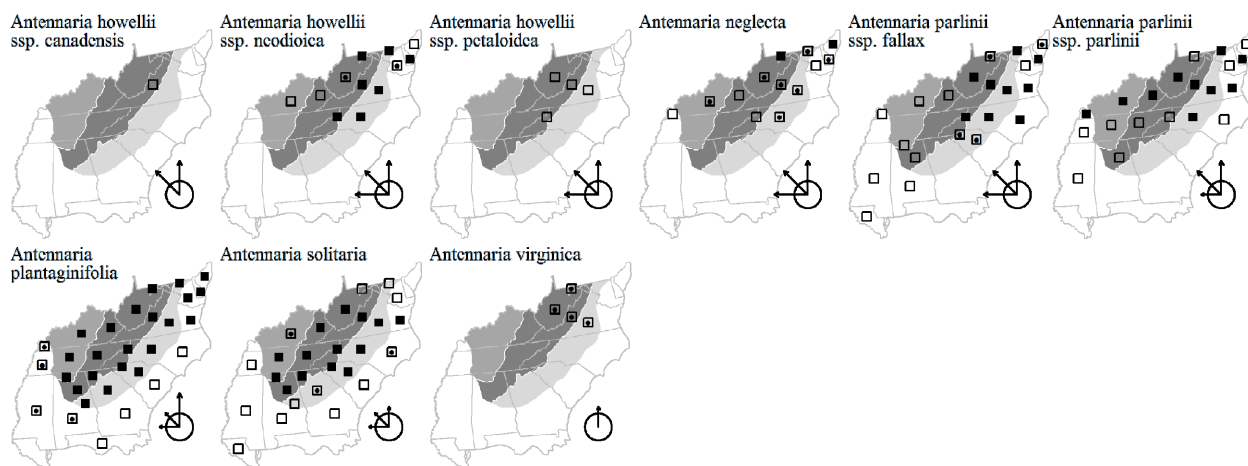 Antennaria howellii
ssp. canadensis
Antennaria howellii
ssp. neodioica
Antennaria howellii
ssp. petaloidea
Antennaria neglecta
Antennaria parlinii
ssp. fallax
Antennaria parlinii
ssp. parlinii
Antennaria
plantaginifolia
Antennaria solitaria
Antennaria virginica